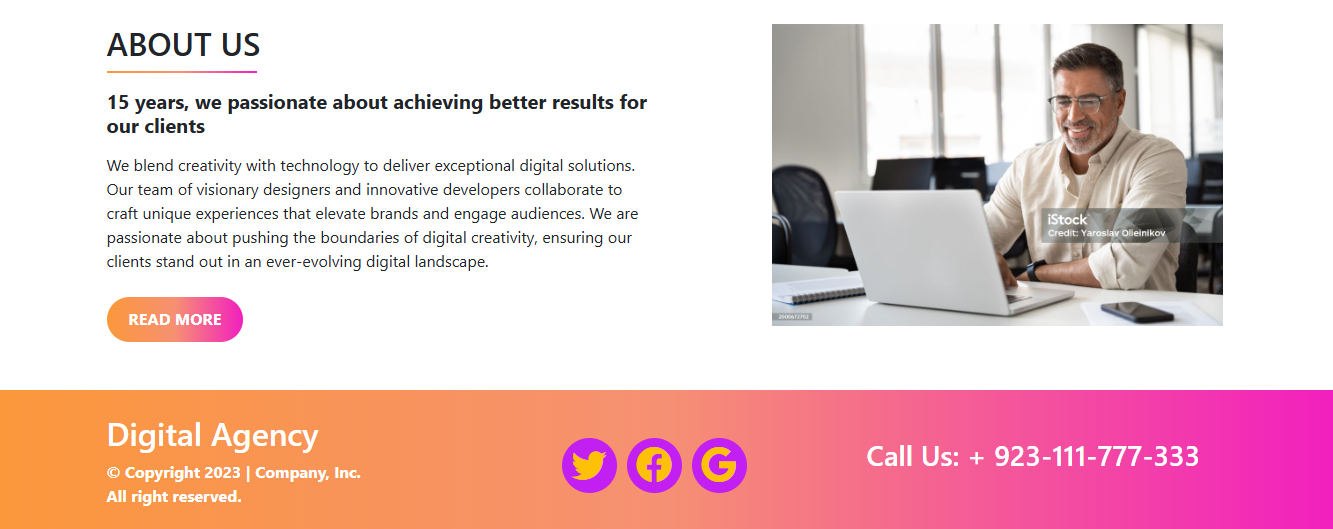 ABOUT US
15 years, we passionate about achieving better results for
our clients
We blend creativity with technology to deliver exceptional digital solutions.
Our team of visionary designers and innovative developers collaborate to
craft unique experiences that elevate brands and engage audiences. We are
passionate about pushing the boundaries of digital creativity, ensuring our
clients stand out in an ever-evolving digital landscape.
READ MORE
iStock
Credit: Yaroslav Olieinikov
Digital Agency
© Copyright 2023 | Company, Inc.
All right reserved.
Call Us: + 923-111-777-333